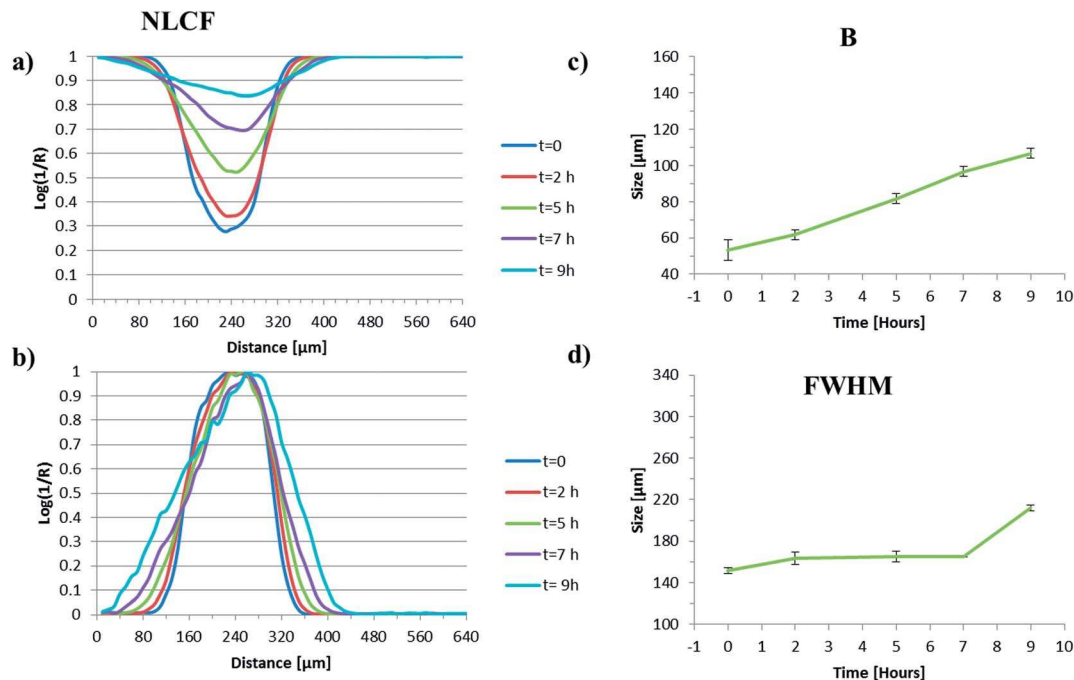 NLCF
a)
1
0.9
0.8
0.7
0.6
0.5
0.4
0.3
0.2
0.1
0
Log(1/R)
0 80 160 240 320 400 480 560 640
Distance [µm]
t=0
t=2 h
t=5 h
t=7 h
t= 9h
b)
1
0.9
0.8
0.7
0.6
0.5
0.4
0.3
0.2
0.1
0
Log(1/R)
0 80 160 240 320 400 480 560 640
Distance [µm]
t=0
t=2 h
t=5 h
t=7 h
t= 9h
c)
B
160
140
120
100
80
60
40
Size [µm]
-1 0 1 2 3 4 5 6 7 8 9 10
Time [Hours]
d)
FWHM
340
300
260
220
180
140
100
Size [µm]
-1 0 1 2 3 4 5 6 7 8 9 10
Time [Hours]